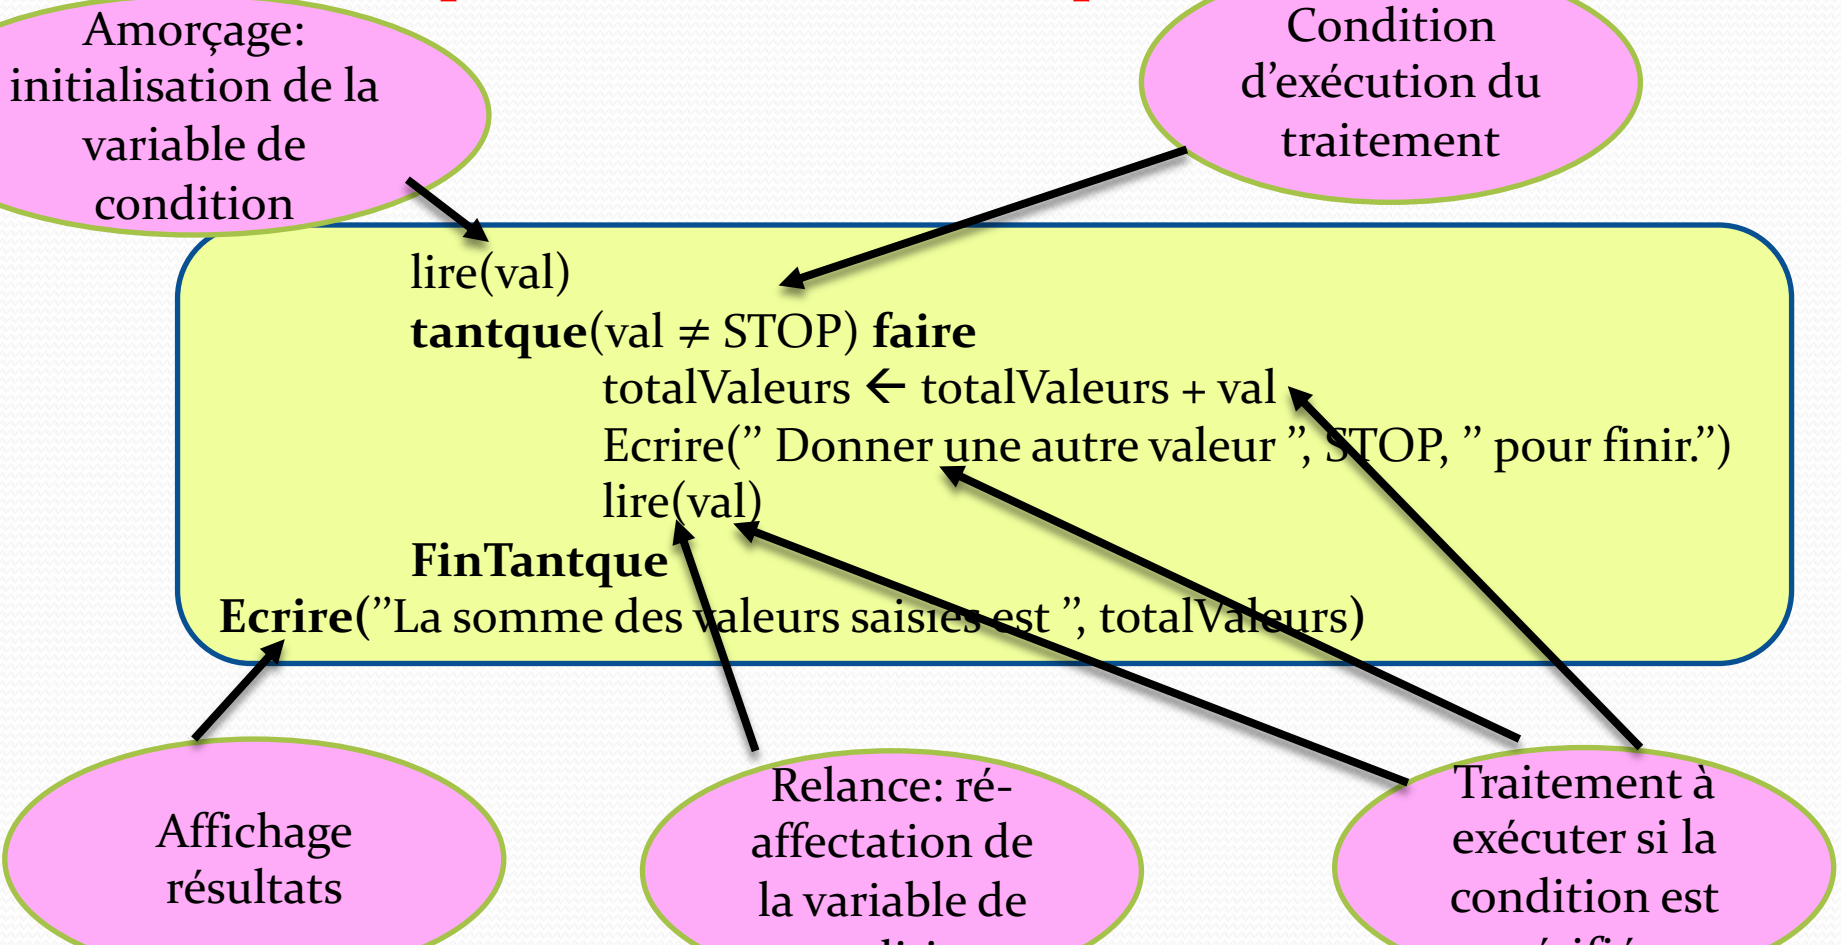 Amorçage:
initialisation de la
variable de
condition
Condition
d’exécution du
traitement
lire(val)
tantque(val ≠ STOP) faire
totalValeurs ← totalValeurs + val
Ecrire(” Donner une autre valeur ”, STOP, ” pour finir.”)
lire(val)
FinTantque
Ecrire(”La somme des valeurs saisies est ”, totalValeurs)
Affichage
résultats
Relance: ré-
affectation de
la variable de
Traitement à
exécuter si la
condition est